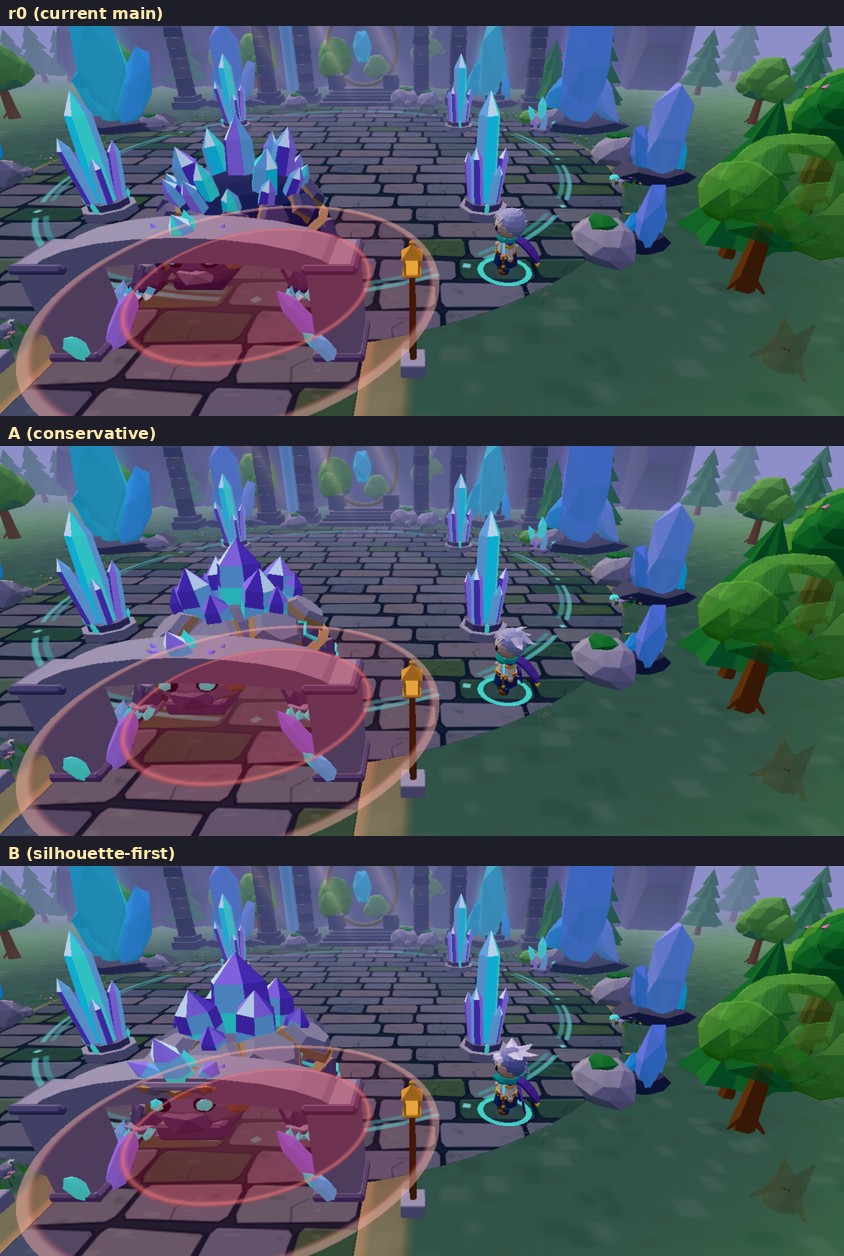 r0 (current main)
A (conservative)
B (silhouette-first)